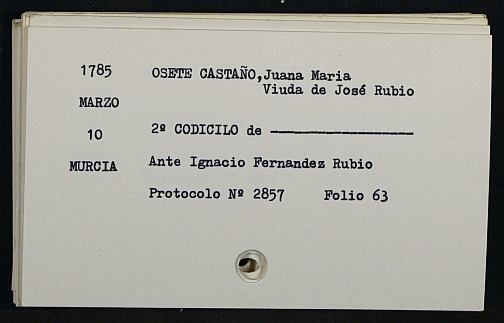 1785 OSETE CASTAÑO,Juana Maria
Viuda de José Rubio
MARZO
10 2º CODICILO de ------------------
MURCIA Ante Ignacio Fernandez Rubio
Protocolo Nº 2857 Folio 63